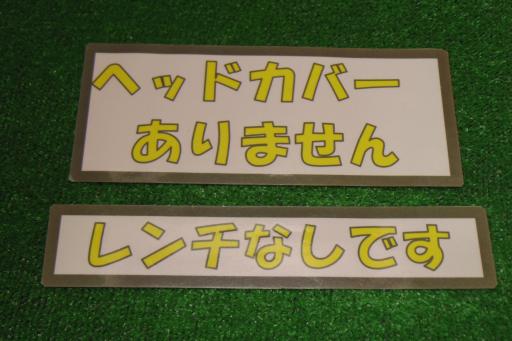 ヘッドカバー
ありません
レンチなしです